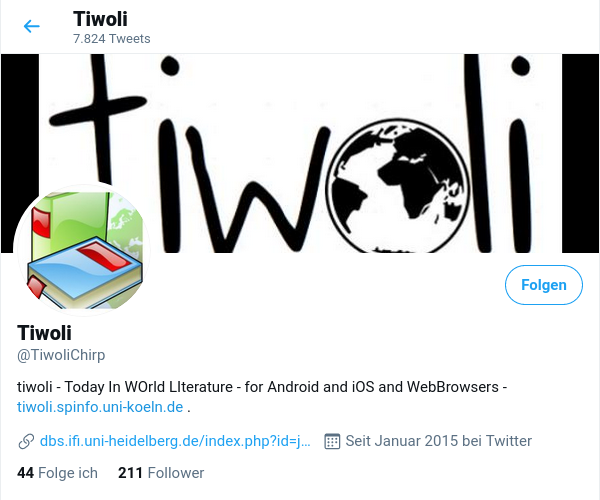 Tiwoli
7.824 Tweets
tiwoli
Folgen
Tiwoli
@TiwoliChirp
tiwoli - Today In WOrld LIterature - for Android and iOS and WebBrowsers -
tiwoli.spinfo.uni-koeln.de .
dbs.ifi.uni-heidelberg.de/index.php?id=j... Seit Januar 2015 bei Twitter
44 Folge ich 211 Follower